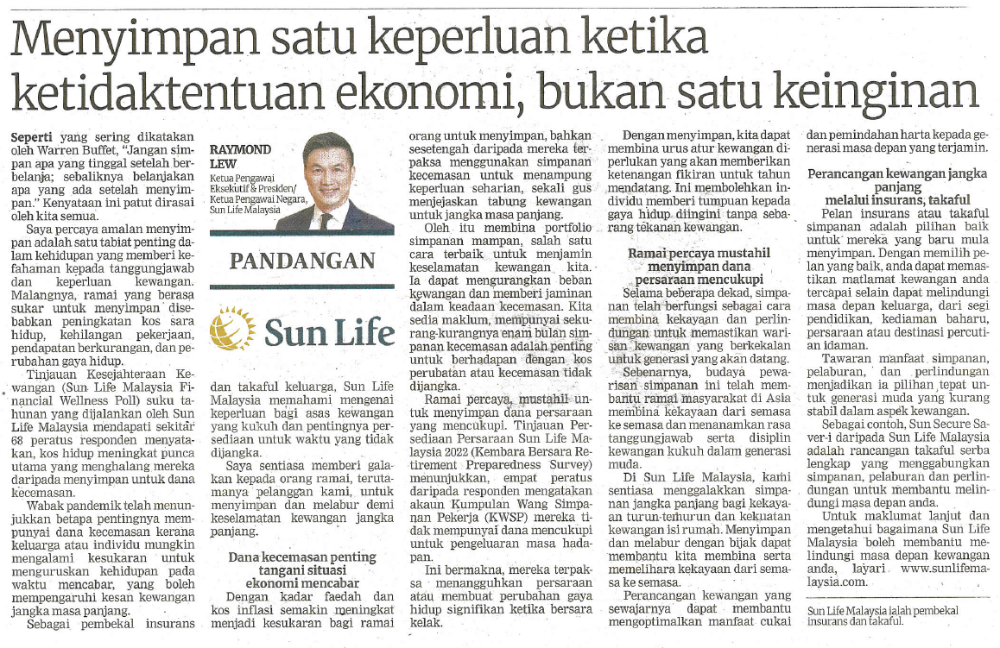 Menyimpan satu keperluan ketika
ketidaktentuan ekonomi, bukan satu keinginan
Seperti yang sering dikatakan
oleh Warren Buffet, “Jangan sim-
pan apa yang tinggal setelah ber-
belanja; sebaliknya belanjakan
apa yang ada setelah menyim-
pan.” Kenyataan ini patut dirasai
oleh kita semua.
Saya percaya amalan menyim-
pan adalah satu tabiat penting da-
lam kehidupan yang memberi ke-
fahaman kepada tanggungjawab
dan keperluan kewangan.
Malangnya, ramai yang berasa
sukar untuk menyimpan dise-
babkan peningkatan kos sara
hidup, kehilangan pekerjaan,
pendapatan berkurangan, dan pe-
rubahan gaya hidup.
Tinjauan Kesejahteraan Ke-
wangan (Sun Life Malaysia Fi-
nancial Wellness Poll) suku ta-
hunan yang dijalankan oleh Sun
Life Malaysia mendapati sekitar
68 peratus responden menyata-
kan, kos hidup meningkat punca
utama yang menghalang mereka
daripada menyimpan untuk dana
kecemasan.
Wabak pandemik telah menun-
jukkan betapa pentingnya mem-
punyai dana kecemasan kerana
keluarga atau individu mungkin
mengalami kesukaran untuk
menguruskan kehidupan pada
waktu mencabar, yang boleh
mempengaruhi kesan kewangan
jangka masa panjang.
Sebagai pembekal insurans
RAYMOND
LEW
Ketua Pengawai
Eksekutif & Presiden/
Ketua Pengawai Negara,
Sun Life Malaysia
PANDANGAN
Sun Life
dan takaful keluarga, Sun Life
Malaysia memahami mengenai
keperluan bagi asas kewangan
yang kukuh dan pentingnya per-
sediaan untuk waktu yang tidak
dijangka.
Saya sentiasa memberi gala-
kan kepada orang ramai, teruta-
manya pelanggan kami, untuk
menyimpan dan melabur demi
keselamatan kewangan jangka
panjang.
Dana kecemasan penting
tangani situasi
ekonomi mencabar
Dengan kadar faedah dan
kos inflasi semakin meningkat
menjadi kesukaran bagi ramai
orang untuk menyimpan, bahkan
sesetengah daripada mereka ter-
paksa menggunakan simpanan
kecemasan untuk menampung
keperluan seharian, sekali gus
menjejaskan tabung kewangan
untuk jangka masa panjang.
Oleh itu membina portfolio
simpanan mampan, salah satu
cara terbaik untuk menjamin
keselamatan kewangan kita.
Ia dapat mengurangkan beban
kewangan dan memberi jaminan
dalam keadaan kecemasan. Kita
sedia maklum, mempunyai seku-
rang-kurangnya enam bulan sim-
panan kecemasan adalah penting
untuk berhadapan dengan kos
perubatan atau kecemasan tidak
dijangka.
Ramai percaya, mustahil un-
tuk menyimpan dana persaraan
yang mencukupi. Tinjauan Per-
sediaan Persaraan Sun Life Ma-
laysia 2022 (Kembara Bersara Re-
tirement Preparedness Survey)
menunjukkan, empat peratus
daripada responden mengatakan
akaun Kumpulan Wang Simpa-
nan Pekerja (KWSP) mereka ti-
dak mempunyai dana mencukupi
untuk pengeluaran masa hada-
pan.
Ini bermakna, mereka terpak-
sa menangguhkan persaraan
atau membuat perubahan gaya
hidup signifikan ketika bersara
kelak.
Dengan menyimpan, kita dapat
membina urus atur kewangan di-
perlukan yang akan memberikan
ketenangan fikiran untuk tahun
mendatang. Ini membolehkan in-
dividu memberi tumpuan kepada
gaya hidup diingini tanpa seba-
rang tekanan kewangan.
Ramai percaya mustahil
menyimpan dana
persaraan mencukupi
Selama beberapa dekad, simpa-
nan telah berfungsi sebagai cara
membina kekayaan dan perlin-
dungan untuk memastikan wari-
san kewangan yang berkekalan
untuk generasi yang akan datang.
Sebenarnya, budaya pewa-
risan simpanan ini telah mem-
bantu ramai masyarakat di Asia
membina kekayaan dari semasa
ke semasa dan menanamkan rasa
tanggungjawab serta disiplin
kewangan kukuh dalam generasi
muda.
Di Sun Life Malaysia, kami
sentiasa menggalakkan simpa-
nan jangka panjang bagi kekaya-
an turun-temurun dan kekuatan
kewangan isi rumah. Menyimpan
dan melabur dengan bijak dapat
membantu kita membina serta
memelihara kekayaan dari sema-
sa ke semasa.
Perancangan kewangan yang
sewajarnya dapat membantu
mengoptimalkan manfaat cukai
dan pemindahan harta kepada ge-
nerasi masa depan yang terjamin.
Perancangan kewangan jangka
panjang
melalui insurans, takaful
Pelan insurans atau takaful
simpanan adalah pilihan baik
untuk mereka yang baru mula
menyimpan. Dengan memilih pe-
lan yang baik, anda dapat memas-
tikan matlamat kewangan anda
tercapai selain dapat melindungi
masa depan keluarga, dari segi
pendidikan, kediaman baharu,
persaraan atau destinasi percuti-
an idaman.
Tawaran manfaat simpanan,
pelaburan, dan perlindungan
menjadikan ia pilihan tepat un-
tuk generasi muda yang kurang
stabil dalam aspek kewangan.
Sebagai contoh, Sun Secure Sa-
ver-i daripada Sun Life Malaysia
adalah rancangan takaful serba
lengkap yang menggabungkan
simpanan, pelaburan dan perlin-
dungan untuk membantu melin-
dungi masa depan anda.
Untuk maklumat lanjut dan
mengetahui bagaimana Sun Life
Malaysia boleh membantu me-
lindungi masa depan kewangan
anda, layari www.sunlifema-
laysia.com.
Sun Life Malaysia ialah pembekal
insurans dan takaful.